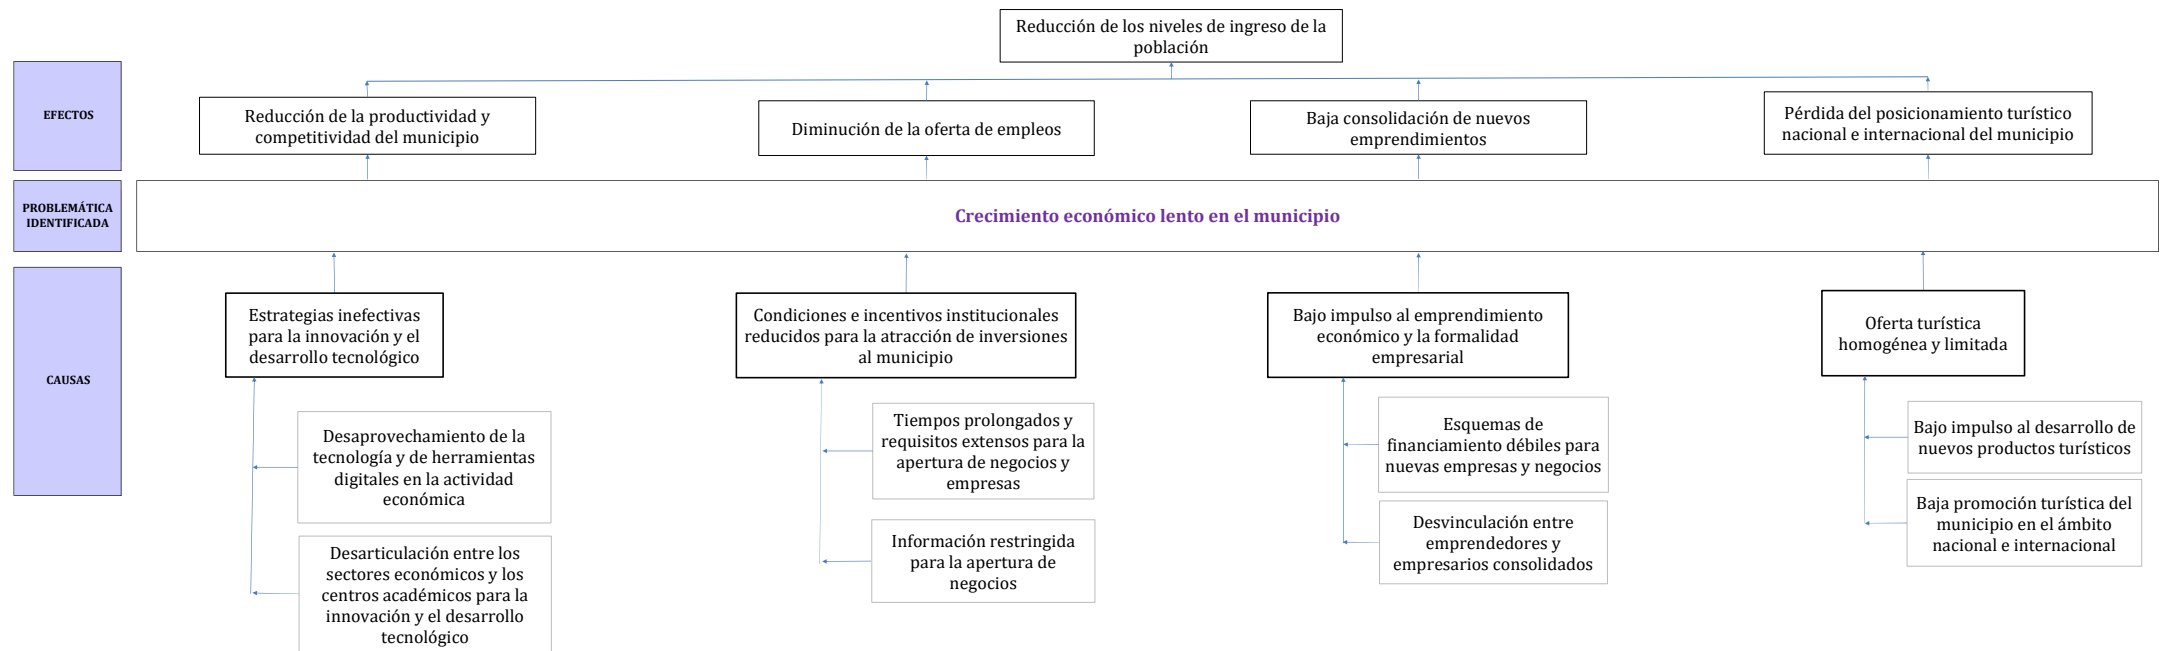 Reducción de los niveles de ingreso de la
población
EFECTOS
Reducción de la productividad y
competitividad del municipio
Diminución de la oferta de empleos
Baja consolidación de nuevos
emprendimientos
Pérdida del posicionamiento turístico
nacional e internacional del municipio
PROBLEMÁTICA
IDENTIFICADA
Crecimiento económico lento en el municipio
CAUSAS
Estrategias inefectivas
para la innovación y el
desarrollo tecnológico
Desaprovechamiento de la
tecnología y de herramientas
digitales en la actividad
económica
Desarticulación entre los
sectores económicos y los
centros académicos para la
innovación y el desarrollo
tecnológico
Condiciones e incentivos institucionales
reducidos para la atracción de inversiones
al municipio
Tiempos prolongados y
requisitos extensos para la
apertura de negocios y
empresas
Información restringida
para la apertura de
negocios
Bajo impulso al emprendimiento
económico y la formalidad
empresarial
Esquemas de
financiamiento débiles para
nuevas empresas y negocios
Desvinculación entre
emprendedores y
empresarios consolidados
Oferta turística
homogénea y limitada
Bajo impulso al desarrollo de
nuevos productos turísticos
Baja promoción turística del
municipio en el ámbito
nacional e internacional